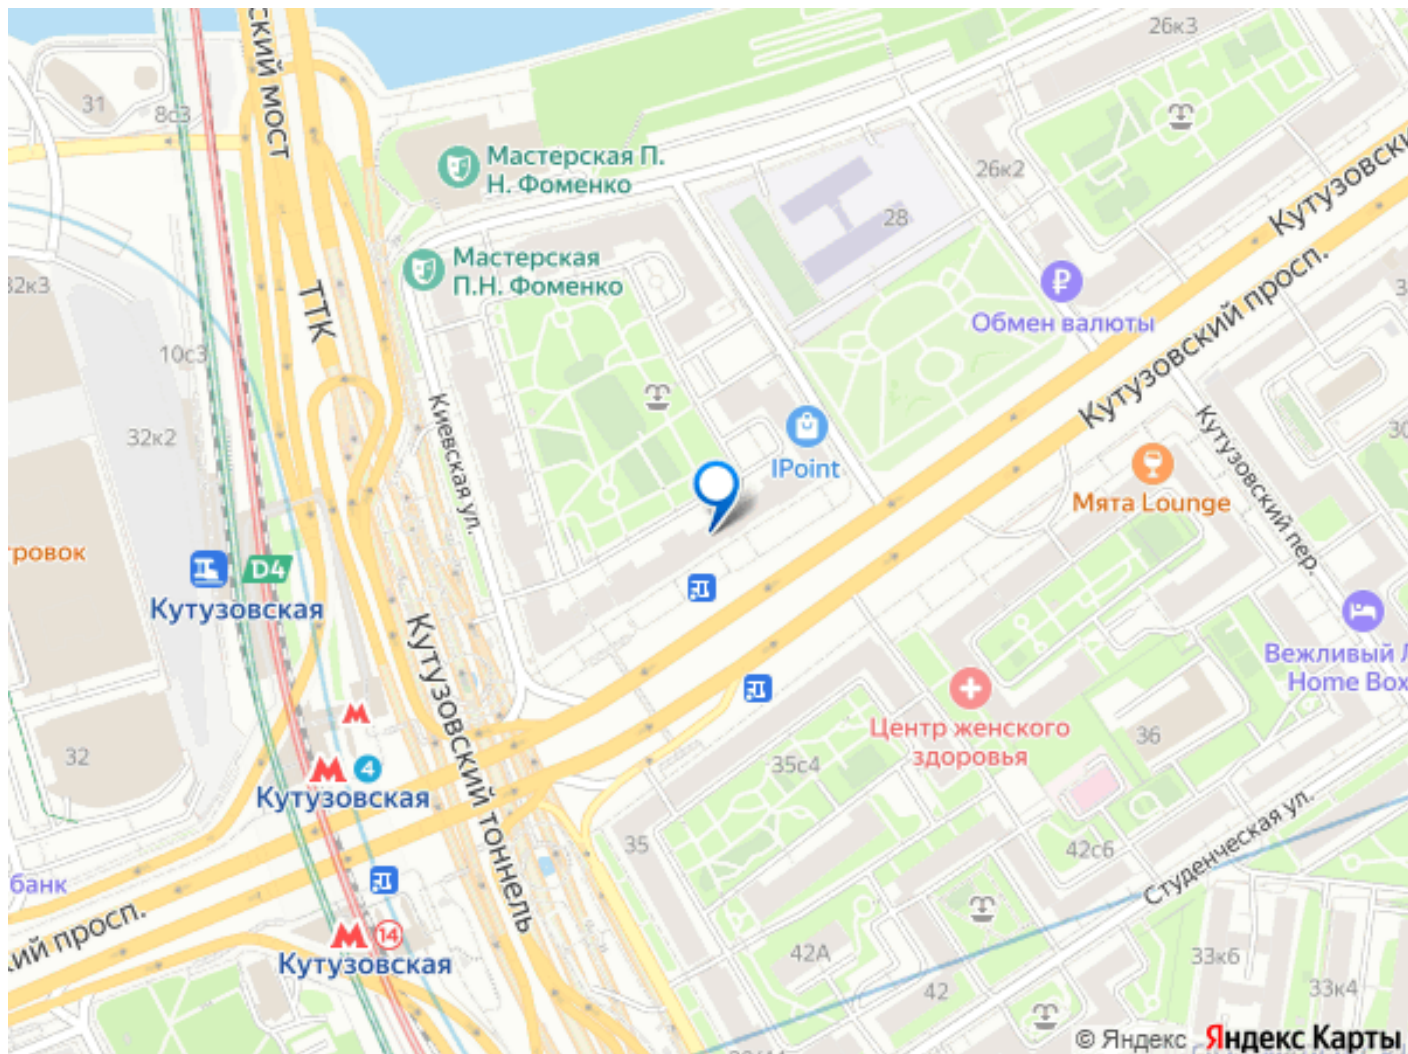 26к3
ский мост
31
8с3
Мастерская П.
Н. Фоменко
26к2
Кутузовский
28
Мастерская
П.Н. Фоменко
32к3
ТТК
Обмен валюты
Кутузовский просп.
10с3
Киевская ул.
32к2
IPoint
Кутузовский пер.
Мята Lounge
30
тровок
D4
Кутузовская
Кутузовский тоннель
Вежливый Л
Home Box
Центр женского
здоровья
32
4
Кутузовская
35с4
36
35
42с6
Студенческая ул.
банк
кий просп.
14
Кутузовская
42А
42
33к6
33к4
© Яндекс Яндекс Карты